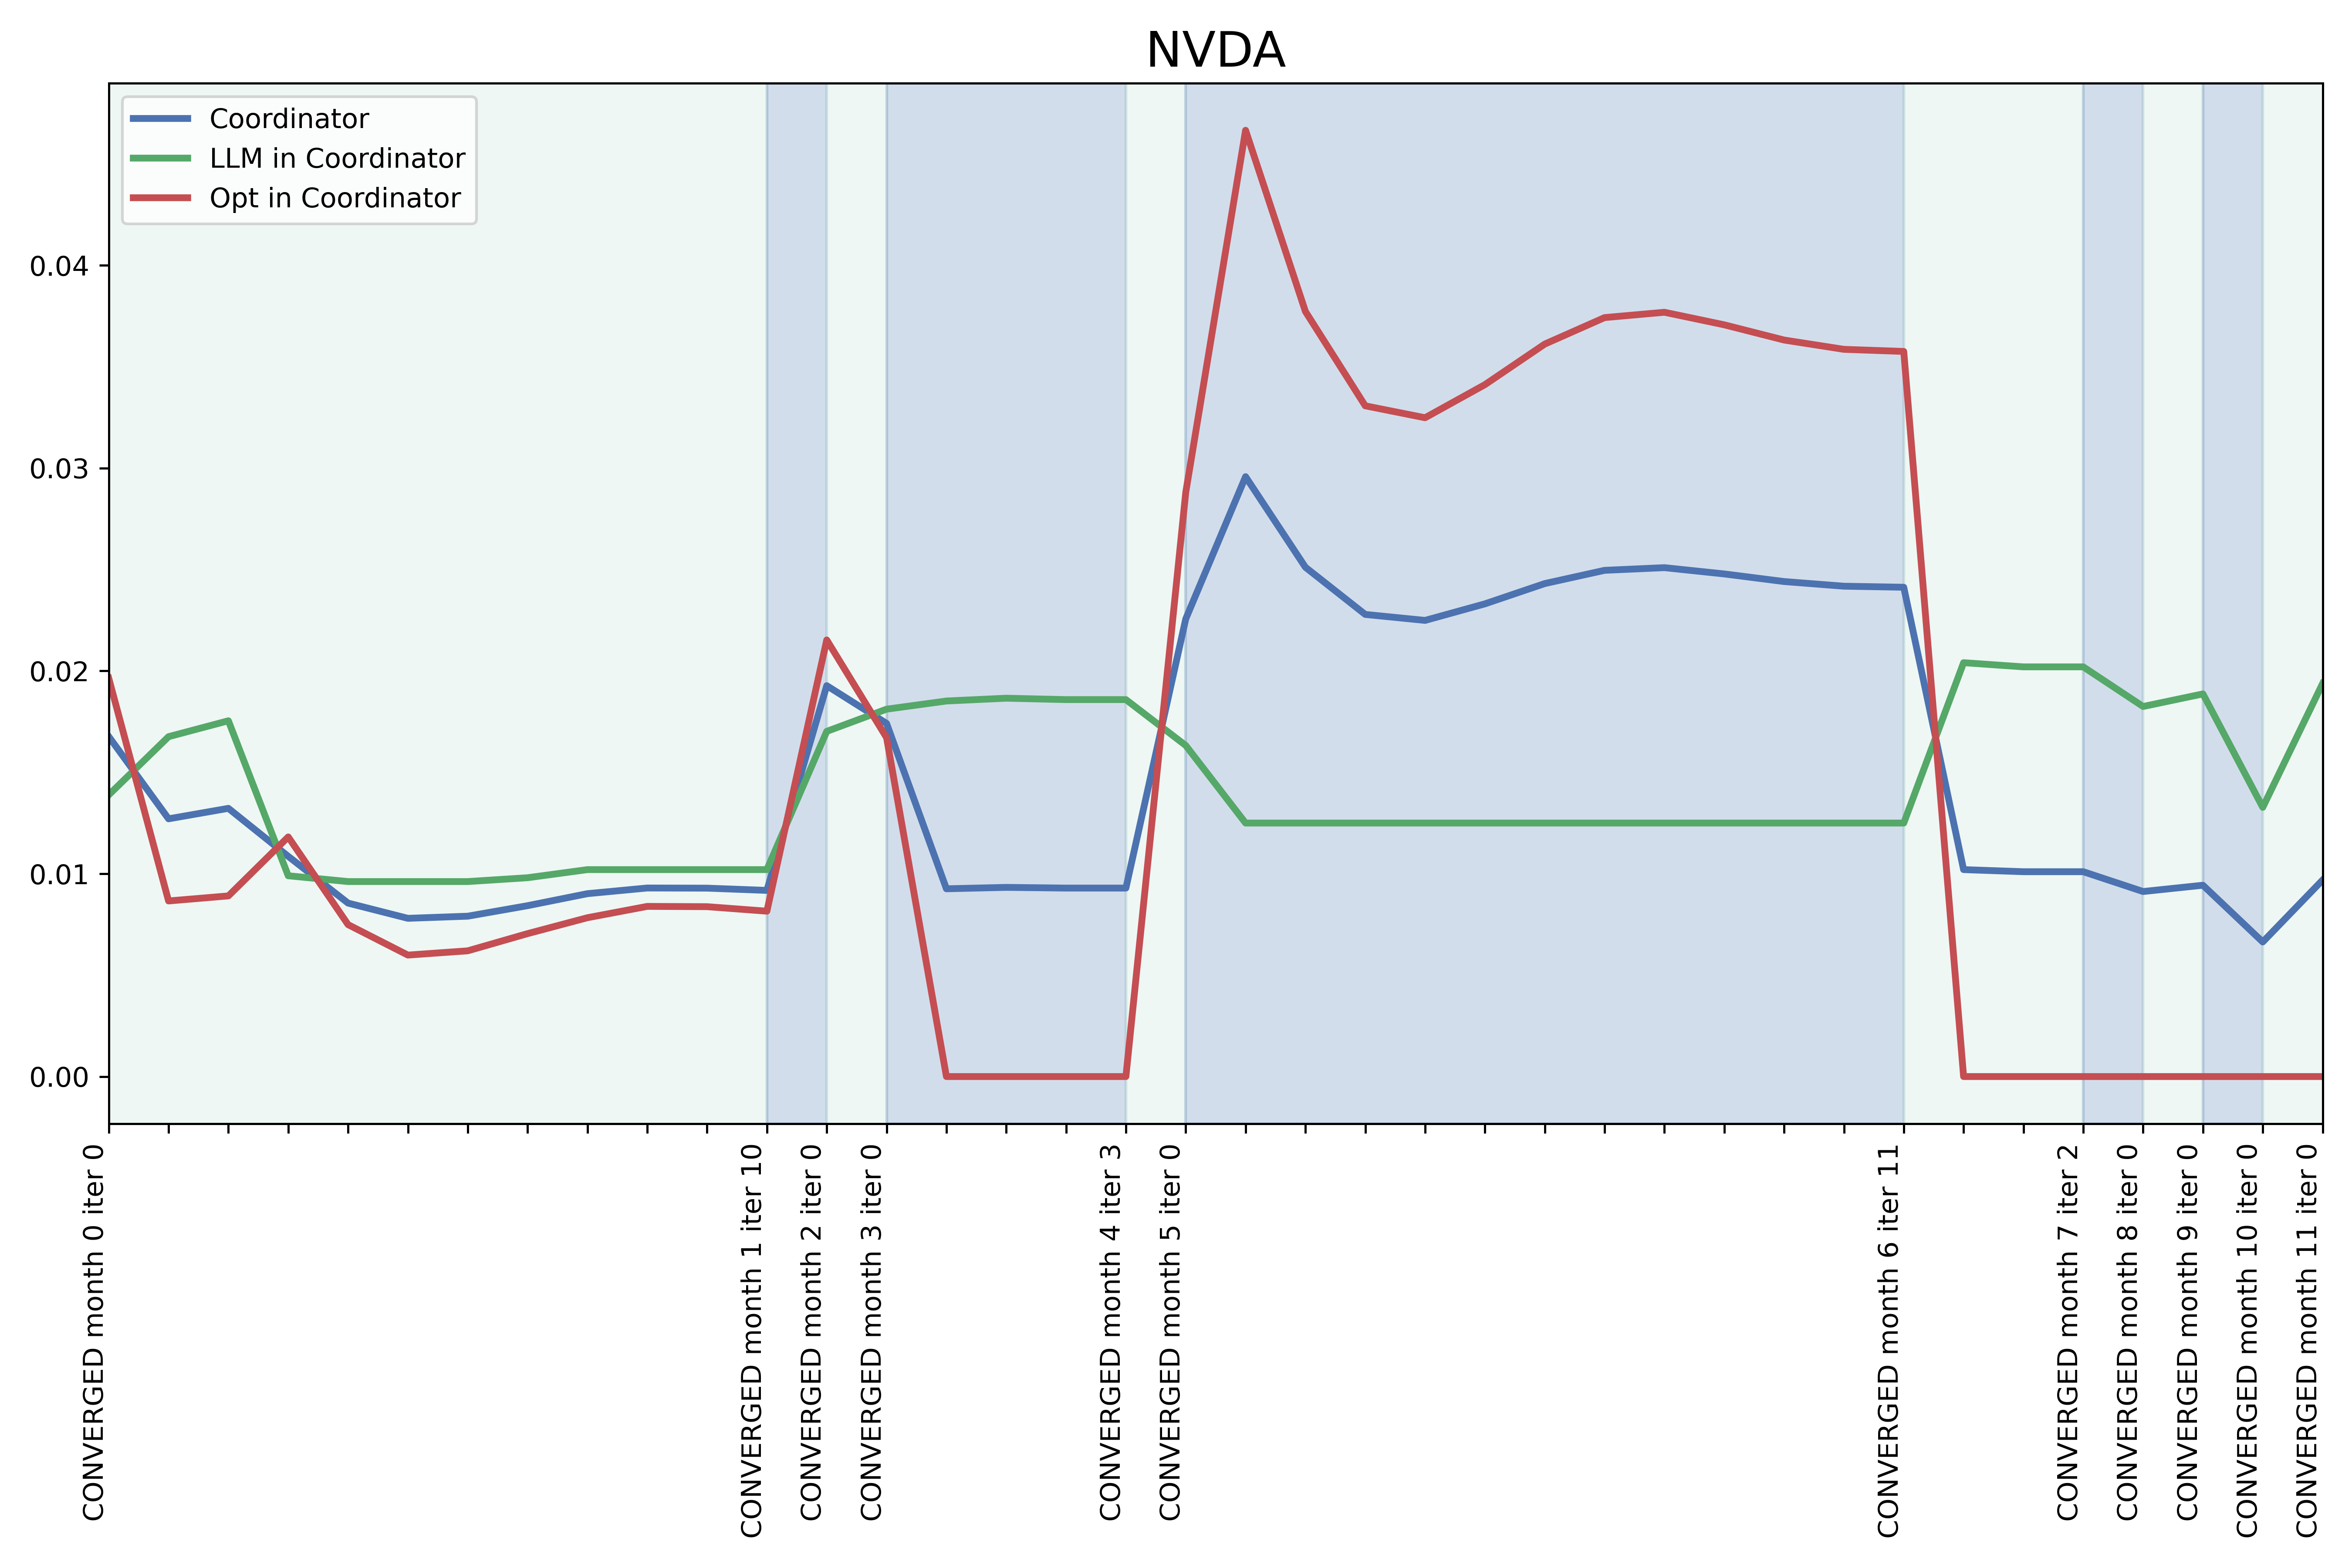 NVDA
Coordinator
LLM in Coordinator
Opt in Coordinator
0.04
0.03
0.02
0.01
0.00
CONVERGED month 0 iter 0
CONVERGED month 1 iter 10
CONVERGED month 2 iter 0
CONVERGED month 3 iter 0
CONVERGED month 4 iter 3
CONVERGED month 5 iter 0
CONVERGED month 6 iter 11
CONVERGED month 7 iter 2
CONVERGED month 8 iter 0
CONVERGED month 9 iter 0
CONVERGED month 10 iter 0
CONVERGED month 11 iter 0